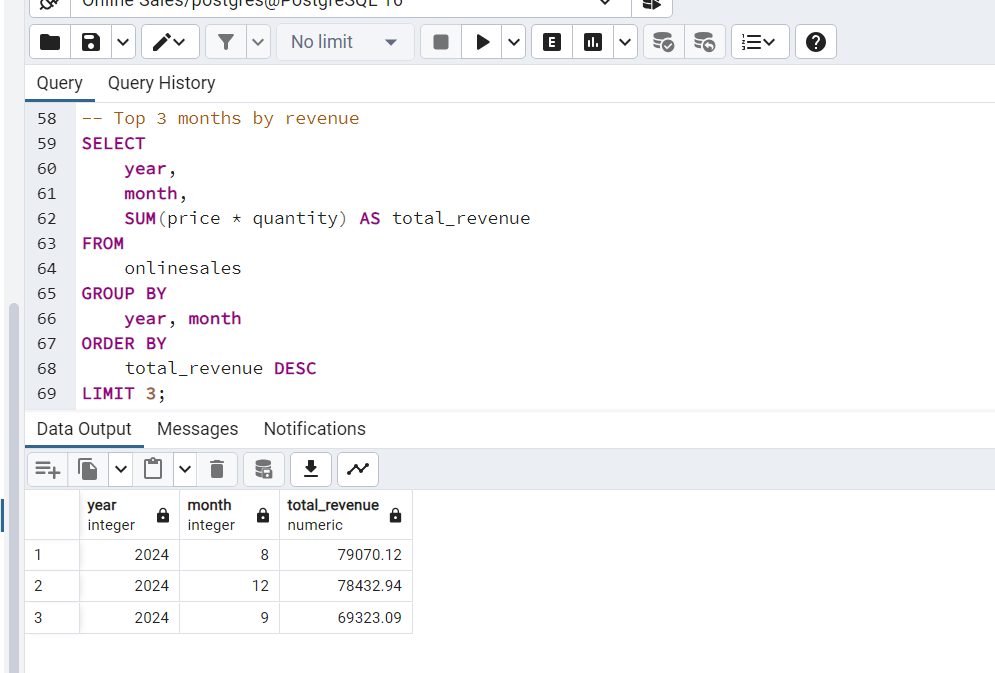 Online Sales/postgres@PostgreSQL 16
No limit
E
Query Query History
58 -- Top 3 months by revenue
59 SELECT
60 year,
61 month,
62 SUM(price * quantity) AS total_revenue
63 FROM
64 onlinesales
65 GROUP BY
66 year, month
67 ORDER BY
68 total_revenue DESC
69 LIMIT 3;
Data Output Messages Notifications
year month total_revenue
integer integer numeric
1 2024 8 79070.12
2 2024 12 78432.94
3 2024 9 69323.09